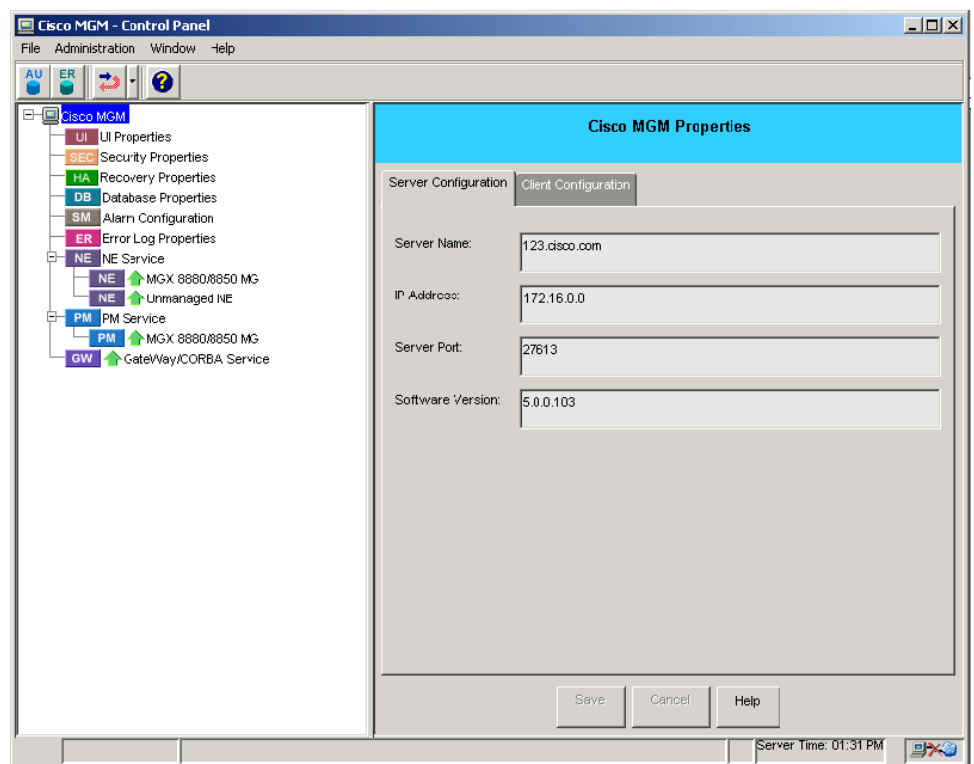 Cisco MGM - Control Panel
File Administration Window Help
AU ER
Cisco MGM
UI UI Properties
SEC Security Properties
HA Recovery Properties
DB Database Properties
SM Alarm Configuration
ER Error Log Properties
NE NE Service
NE MGX 8880/8850 MG
NE Unmanaged NE
PM PM Service
PM MGX 8880/8850 MG
GW GateWay/CORBA Service
Cisco MGM Properties
Server Configuration Client Configuration
Server Name: 123.cisco.com
IP Address: 172.16.0.0
Server Port: 27613
Software Version: 5.0.0.103
Save Cancel Help
Server Time: 01:31 PM